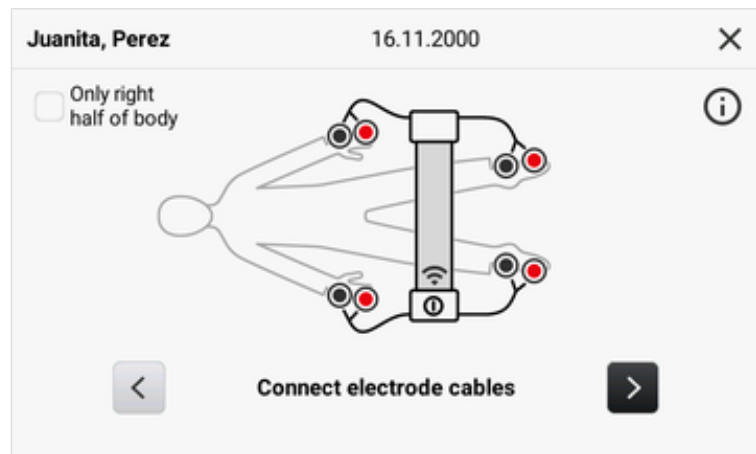 Juanita, Perez
16.11.2000
Only right
half of body
Connect electrode cables